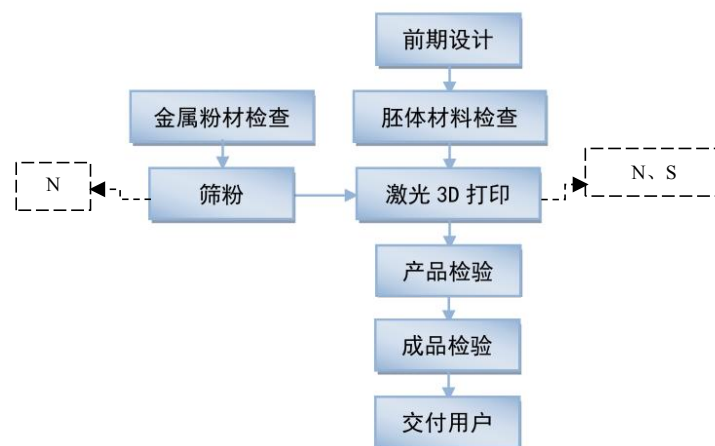 前期设计
金属粉材检查
胚体材料检查
N
筛粉
激光 3D 打印
N、S
产品检验
成品检验
交付用户